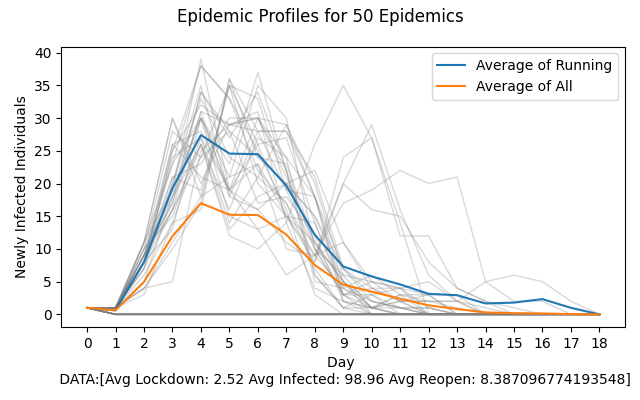 Epidemic Profiles for 50 Epidemics
Average of Running
Average of All
Newly Infected Individuals
40
35
30
25
20
15
10
5
0
0 1 2 3 4 5 6 7 8 9 10 11 12 13 14 15 16 17 18
Day
DATA:[Avg Lockdown: 2.52 Avg Infected: 98.96 Avg Reopen: 8.387096774193548]